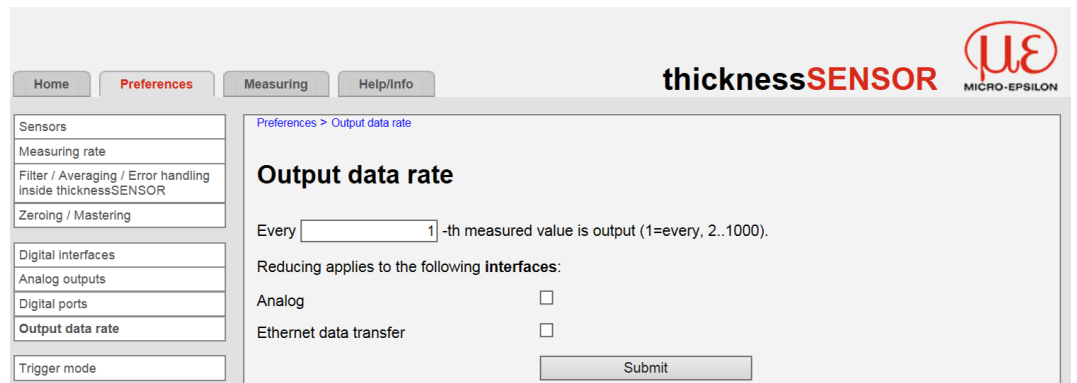 Home
Preferences
Measuring
Help/Info
thicknessSENSOR
με
MICRO-EPSILON
Sensors
Measuring rate
Filter / Averaging / Error handling
inside thicknessSENSOR
Zeroing / Mastering
Digital interfaces
Analog outputs
Digital ports
Output data rate
Trigger mode
Preferences > Output data rate
Output data rate
Every 1 -th measured value is output (1=every, 2..1000).
Reducing applies to the following interfaces:
Analog
Ethernet data transfer
Submit